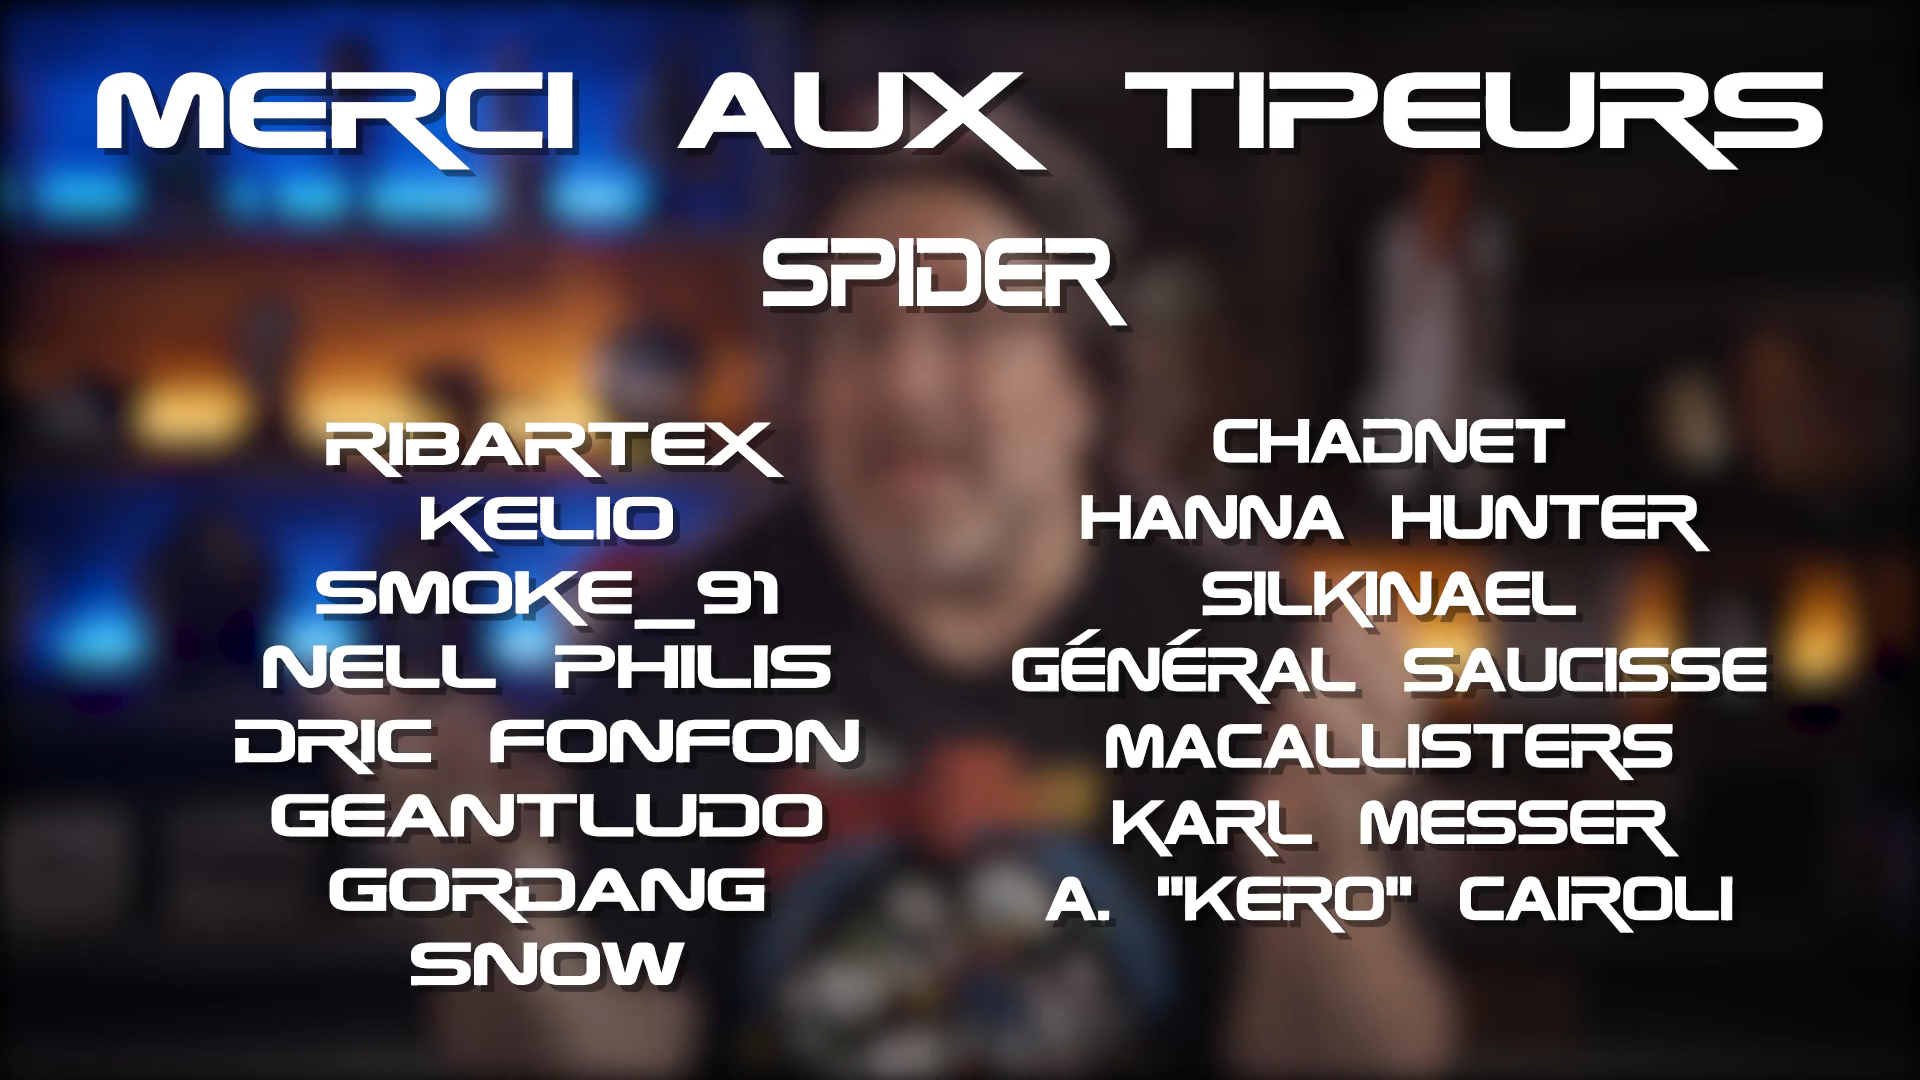 MERCI AUX TIPEURS
SPIDER
RIBARTEX
KELIO
SMOKE_91
NELL PHILIS
DRIC FONFON
GEANTLUDO
GORDANG
SNOW
CHADNET
HANNA HUNTER
SILKINAEL
GÉNÉRAL SAUCISSE
MACALLISTERS
KARL MESSER
A. "KERO" CAIROLI